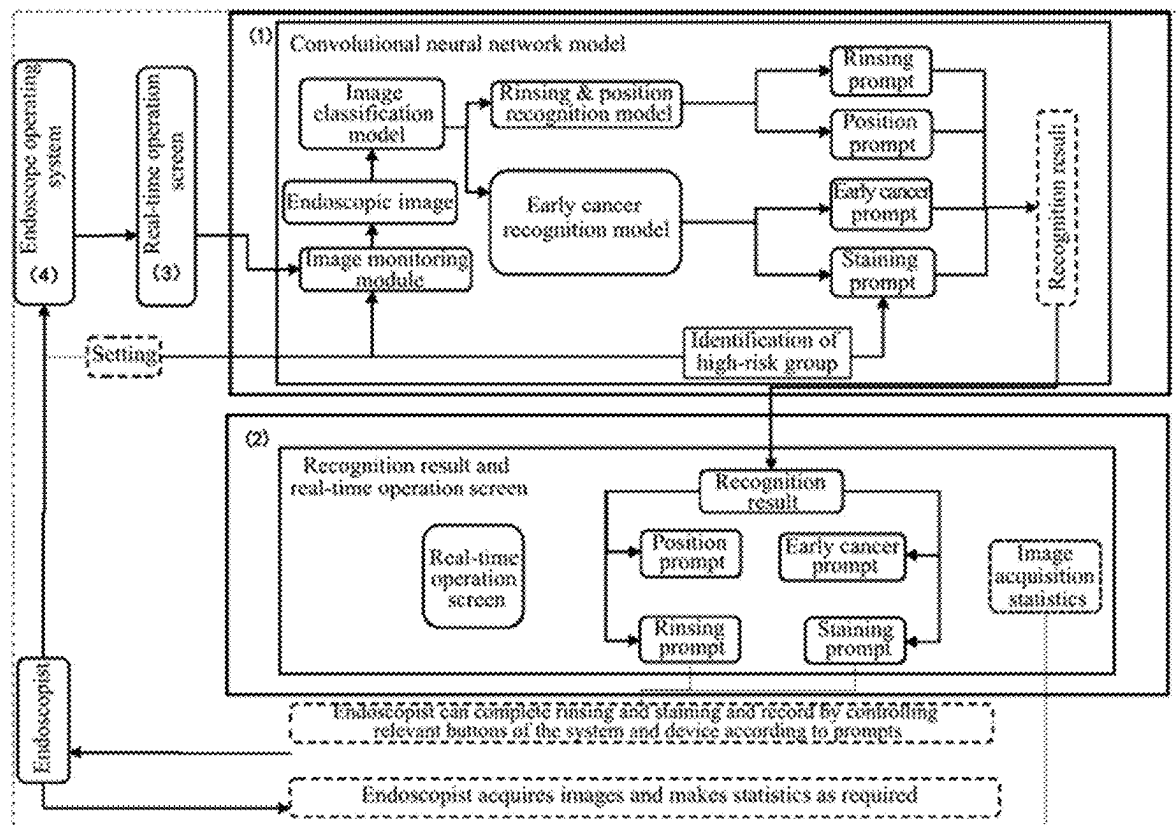 (1)
Convolutional neural network model
Endoscope operating
system
(4)
Real-time operation
screen
(3)
Image
classification
model
Endoscopic image
Image monitoring
module
Rinsing & position
recognition model
Early cancer
recognition model
Rinsing
prompt
Position
prompt
Early cancer
prompt
Staining
prompt
Recognition result
Setting
Identification of
high-risk group
(2)
Recognition result and
real-time operation screen
Real-time
operation
screen
Recognition
result
Position
prompt
Early cancer
prompt
Rinsing
prompt
Staining
prompt
Image
acquisition
statistics
Endoscopist
Endoscopist can complete rinsing and staining and record by controlling
relevant buttons of the system and device according to prompts
Endoscopist acquires images and makes statistics as required